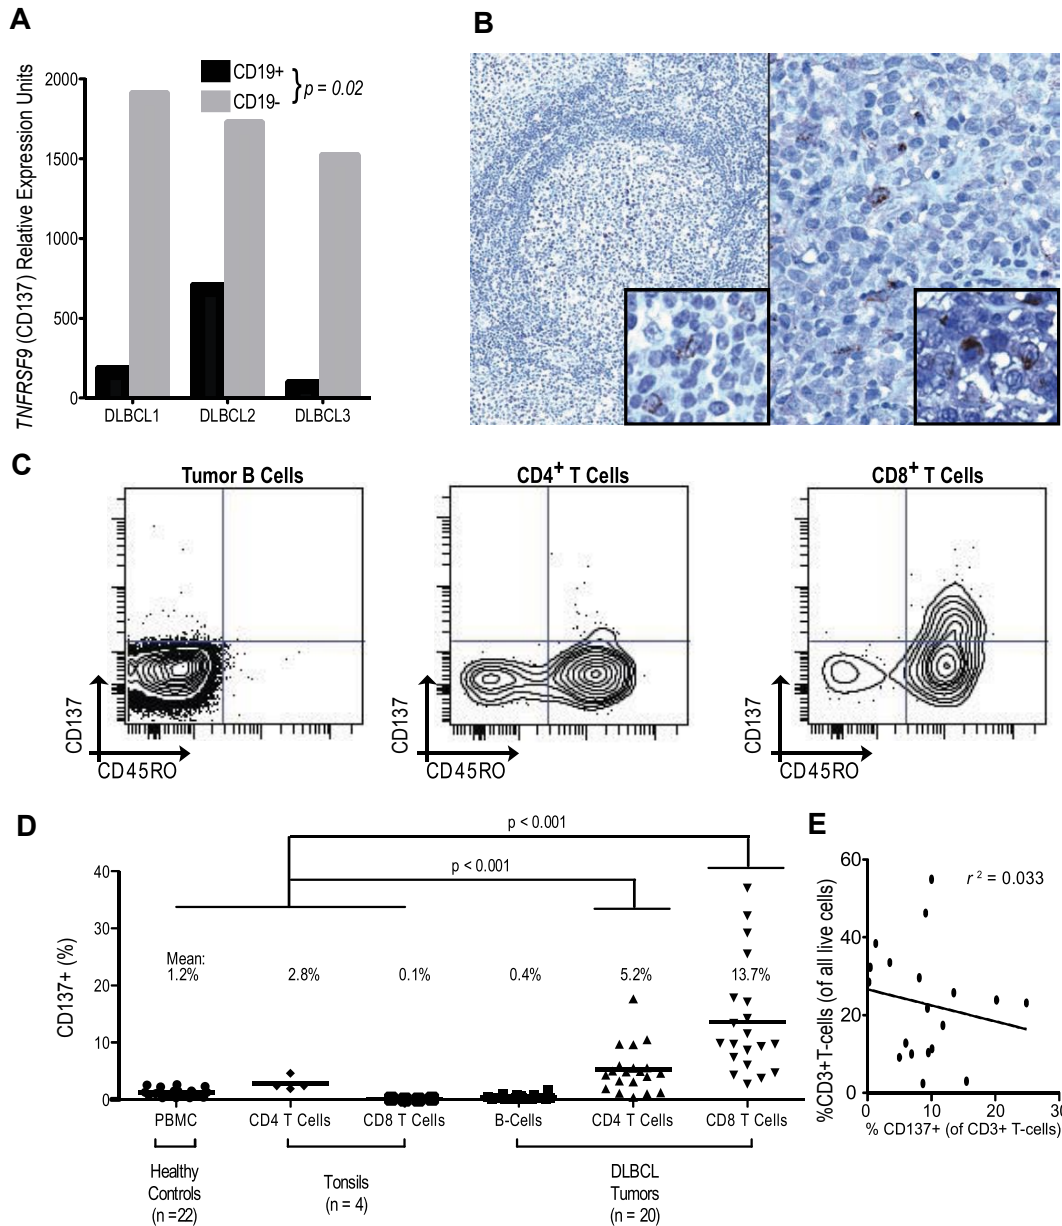 A
TNFRSF9 (CD137) Relative Expression Units
2000
1500
1000
500
0
CD19+
CD19-
} p = 0.02
DLBCL1
DLBCL2
DLBCL3
B
C
Tumor B Cells
CD137
CD45RO
CD4+ T Cells
CD137
CD45RO
CD8+ T Cells
CD137
CD45RO
D
CD137+ (%)
40
30
20
10
0
p < 0.001
p < 0.001
Mean:
1.2%
2.8%
0.1%
0.4%
5.2%
13.7%
PBMC
CD4 T Cells
CD8 T Cells
B-Cells
CD4 T Cells
CD8 T Cells
Healthy
Controls
(n =22)
Tonsils
(n = 4)
DLBCL
Tumors
(n = 20)
E
%CD3+T-cells (of all live cells)
60
40
20
0
r 2 = 0.033
0
10
20
30
% CD137+ (of CD3+ T-cells)